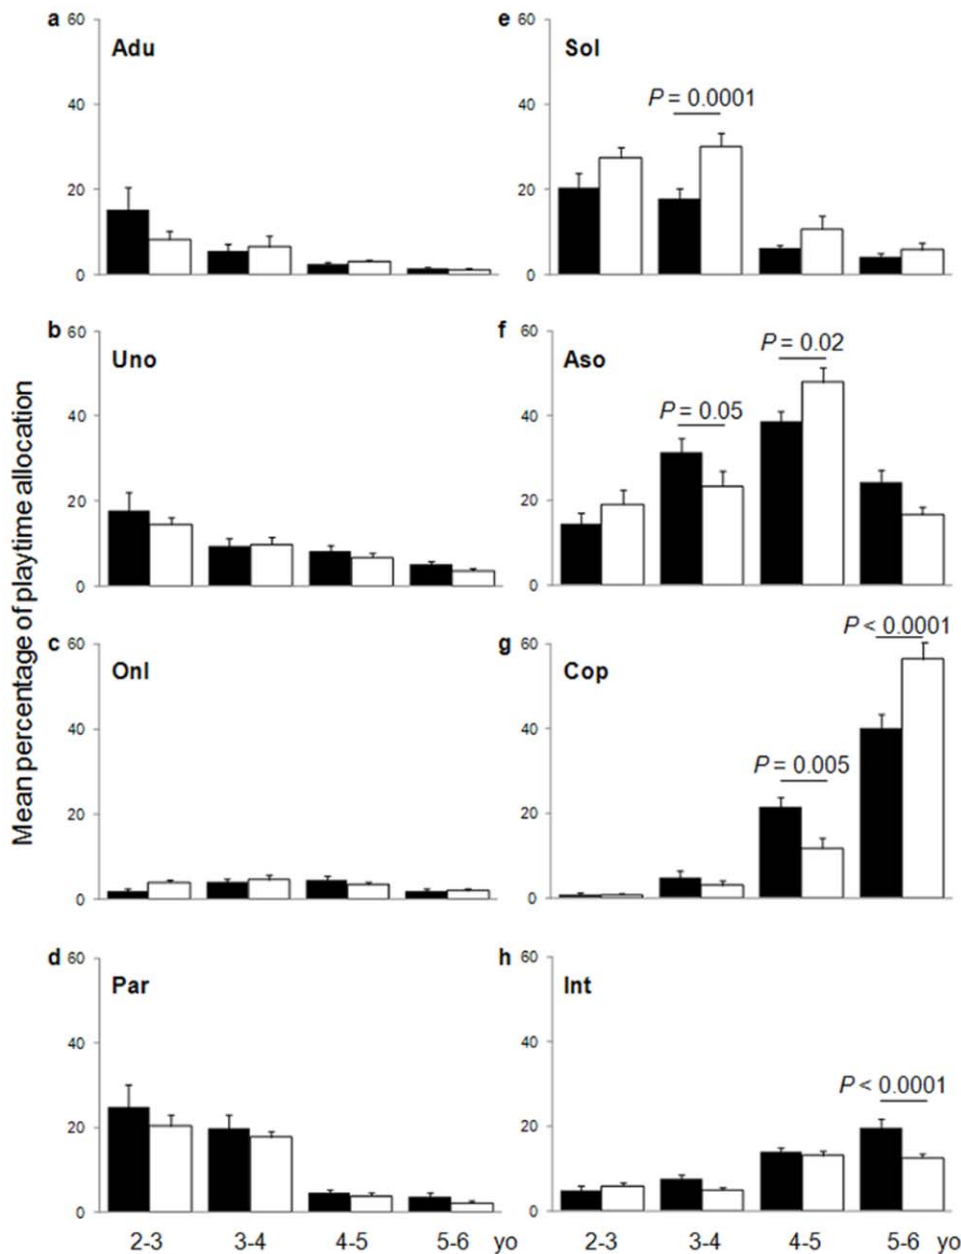 Mean percentage of playtime allocation
a 60
Adu
40
20
0
b 60
Uno
40
20
0
c 60
Onl
40
20
0
d 60
Par
40
20
0
2-3 3-4 4-5 5-6 yo
e 60
Sol
P = 0.0001
40
20
0
f 60
Aso
P = 0.02
P = 0.05
40
20
0
P < 0.0001
g 60
Cop
40
P = 0.005
20
0
h 60
Int
40
P < 0.0001
20
0
2-3 3-4 4-5 5-6 yo